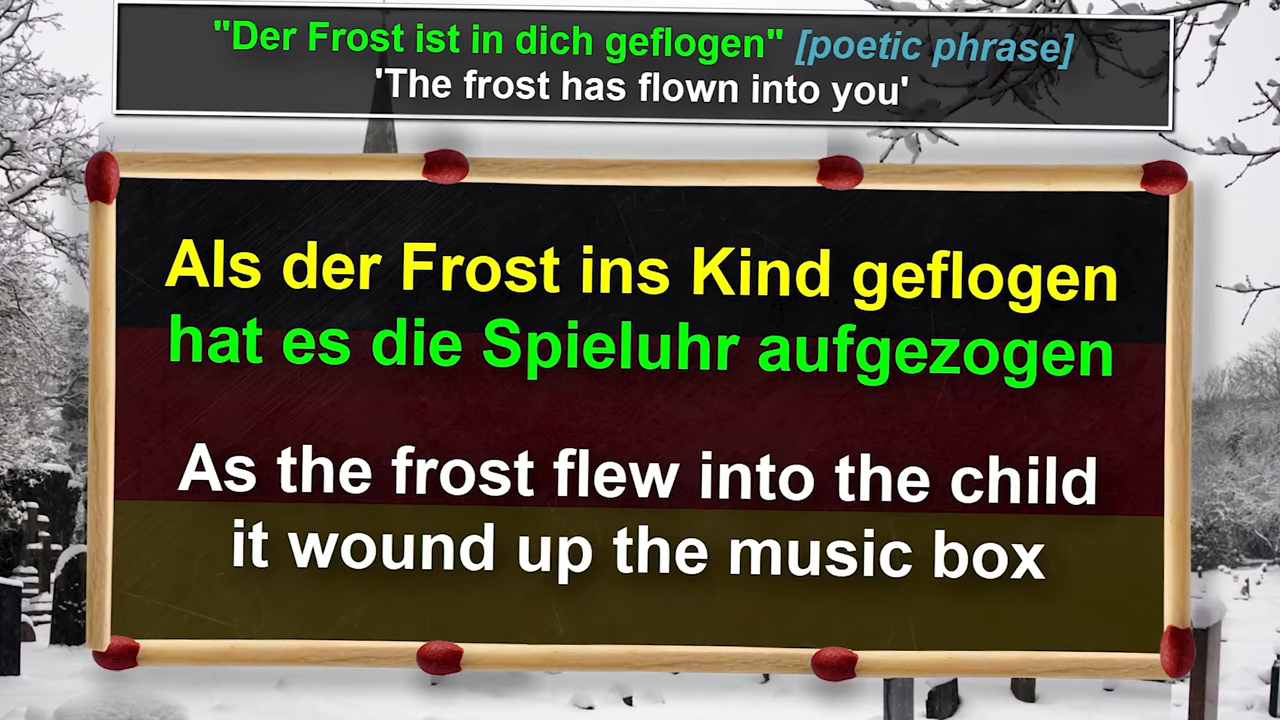 "Der Frost ist in dich geflogen" [poetic phrase]
'The frost has flown into you'
Als der Frost ins Kind geflogen
hat es die Spieluhr aufgezogen
As the frost flew into the child
it wound up the music box